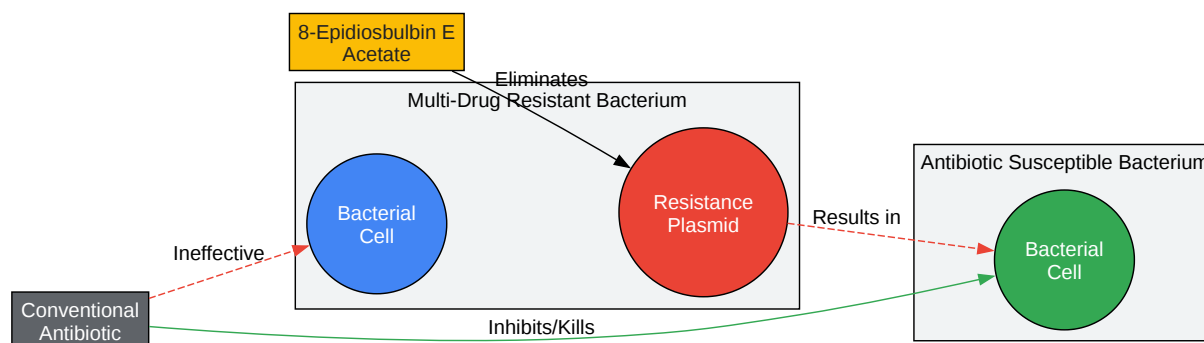 8-Epidiosbulbin E
Acetate
Eliminates
Multi-Drug Resistant Bacterium
Bacterial
Cell
Resistance
Plasmid
Antibiotic Susceptible Bacterium
Results in
Bacterial
Cell
Ineffective
Conventional
Antibiotic
Inhibits/Kills